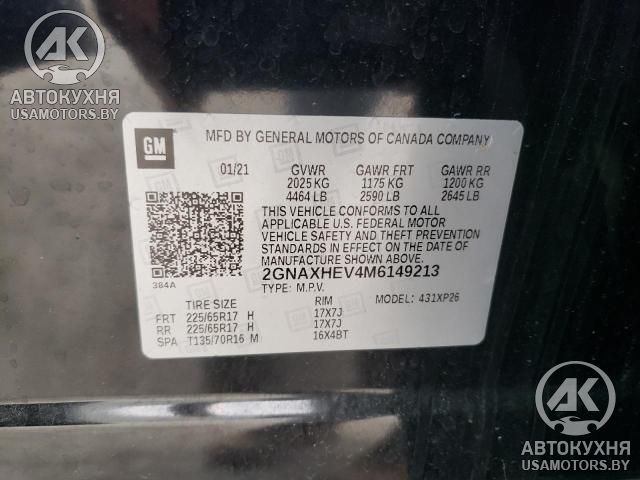 AK
АВТОКУХНЯ
USAMOTORS.BY
GM
MFD BY GENERAL MOTORS OF CANADA COMPANY
01/21 GVWR GAWR FRT GAWR RR
2025 KG 1175 KG 1200 KG
4464 LB 2590 LB 2645 LB
THIS VEHICLE CONFORMS TO ALL
APPLICABLE U.S. FEDERAL MOTOR
VEHICLE SAFETY AND THEFT PREVENTION
STANDARDS IN EFFECT ON THE DATE OF
MANUFACTURE SHOWN ABOVE.
384A
2GNAXHEV4M6149213
TYPE: M.P.V. MODEL: 431XP26
TIRE SIZE RIM
FRT 225/65R17 H 17X7J
RR 225/65R17 H 17X7J
SPA T135/70R16 M 16X4BT
AK
АВТОКУХНЯ
USAMOTORS.BY